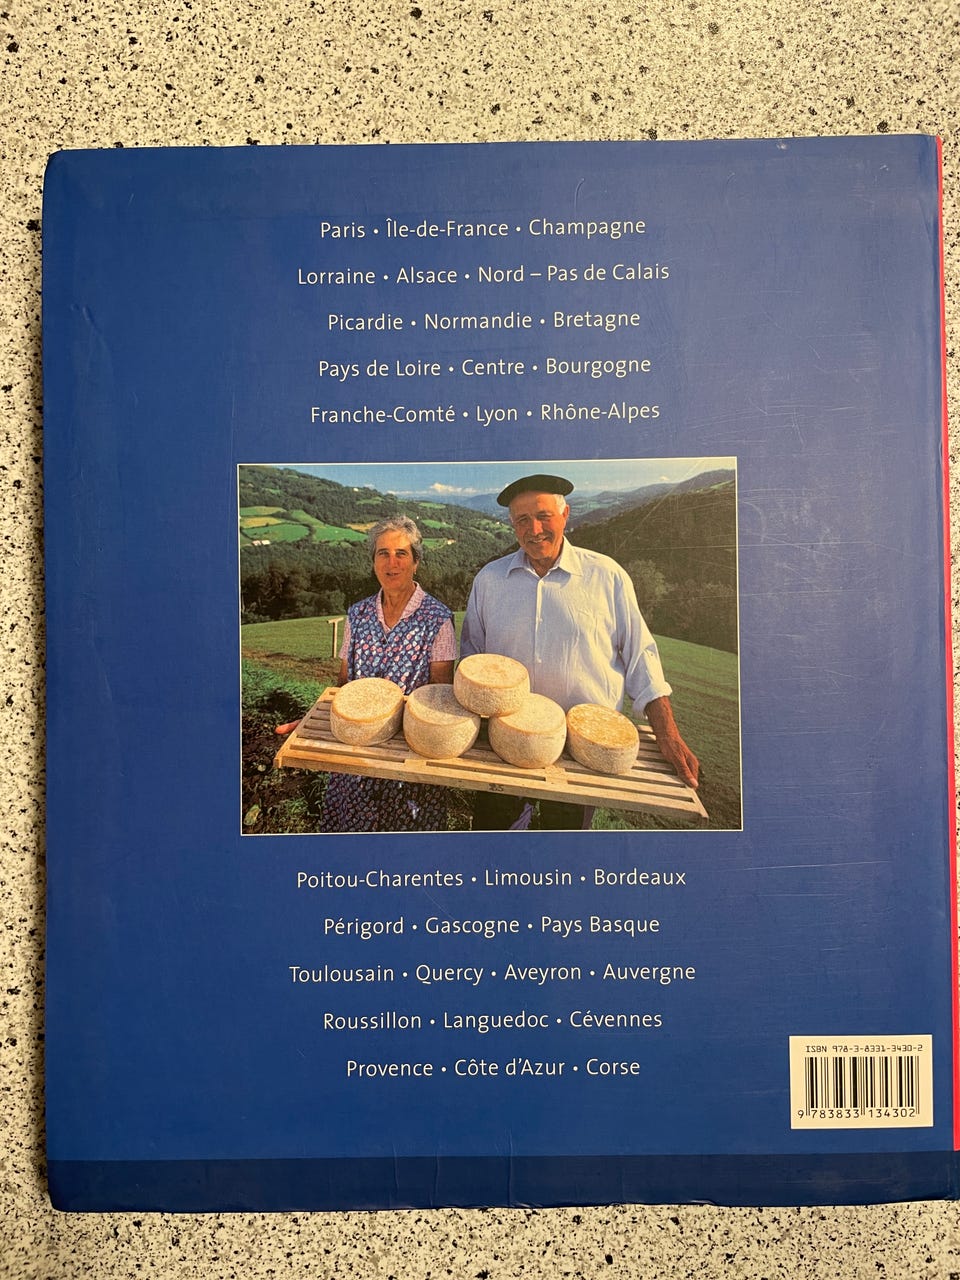 Paris • Île-de-France • Champagne
Lorraine • Alsace • Nord – Pas de Calais
Picardie • Normandie • Bretagne
Pays de Loire • Centre • Bourgogne
Franche-Comté • Lyon • Rhône-Alpes
Poitou-Charentes • Limousin • Bordeaux
Périgord • Gascogne • Pays Basque
Toulousain • Quercy • Aveyron • Auvergne
Roussillon • Languedoc • Cévennes
Provence • Côte d’Azur • Corse
ISBN 978-3-8331-3430-2
9 783833 134302